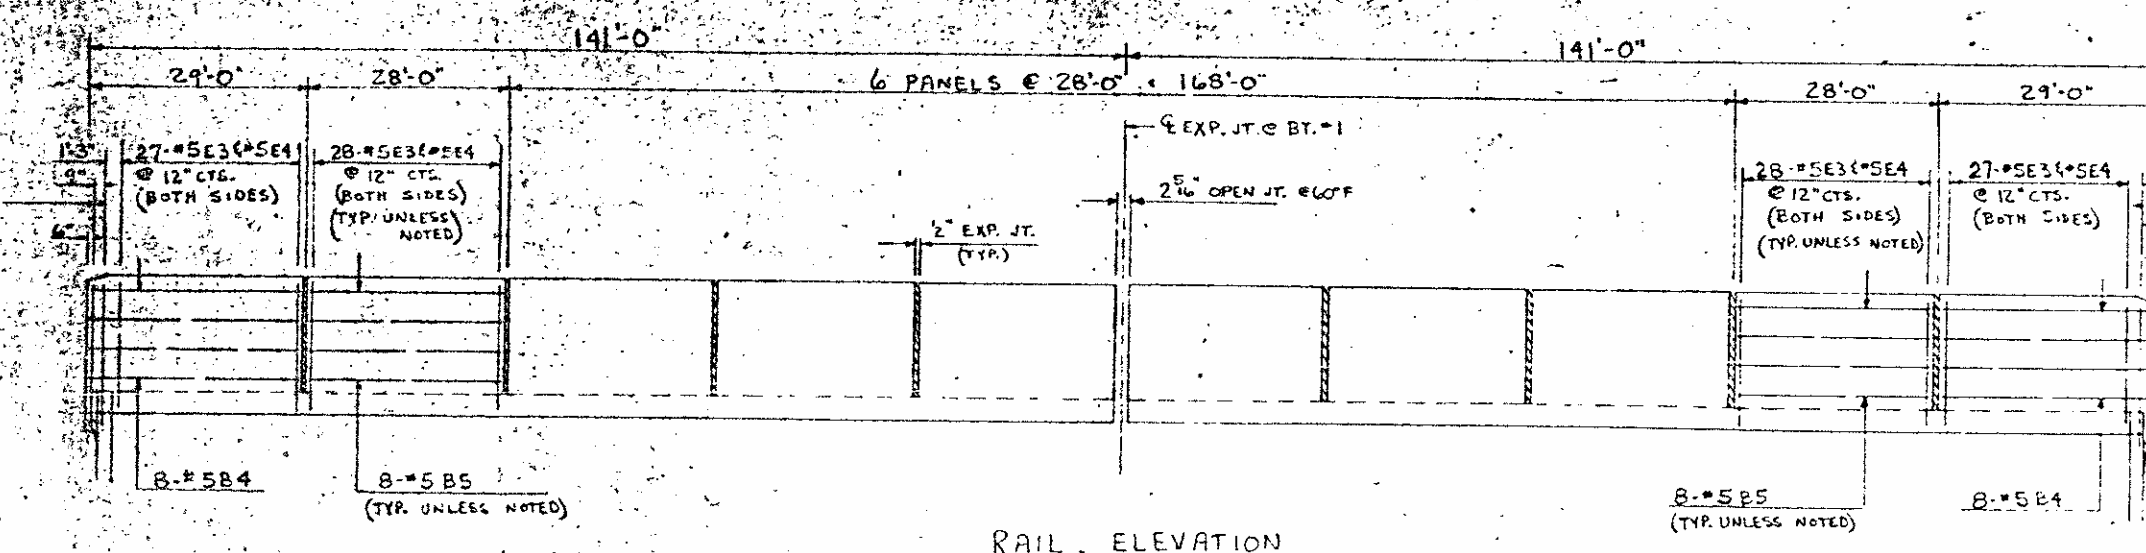 141'-0"
141'-0"
29'-0"
28'-0"
6 PANELS @ 28'-0" = 168'-0"
28'-0"
29'-0"
℄ EXP. JT. @ BT. #1
1'-3"
9"
6"
27-#5E3 & #5E4
@ 12" CTS.
(BOTH SIDES)
28-#5E3 & #5E4
@ 12" CTS.
(BOTH SIDES)
(TYP. UNLESS
NOTED)
1/2" EXP. JT.
(TYP.)
2 5/16" OPEN JT. @ 60°F
28-#5E3 & #5E4
@ 12" CTS.
(BOTH SIDES)
(TYP. UNLESS NOTED)
27-#5E3 & #5E4
@ 12" CTS.
(BOTH SIDES)
8-#5B4
8-#5B5
(TYP. UNLESS NOTED)
8-#5B5
(TYP. UNLESS NOTED)
8-#5B4
RAIL ELEVATION